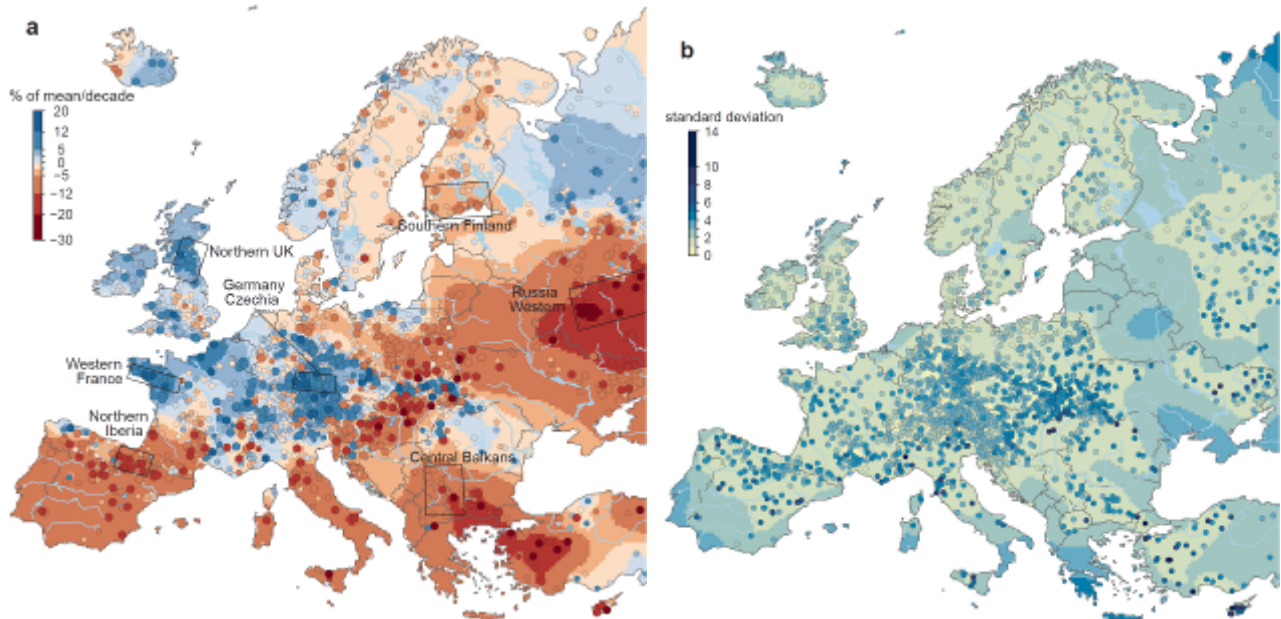 a
% of mean/decade
20
12
5
0
−5
−12
−20
−30
Southern Finland
Northern UK
Germany
Czechia
Russia
Western
Western
France
Northern
Iberia
Central Balkans
b
standard deviation
14
10
8
6
4
2
0